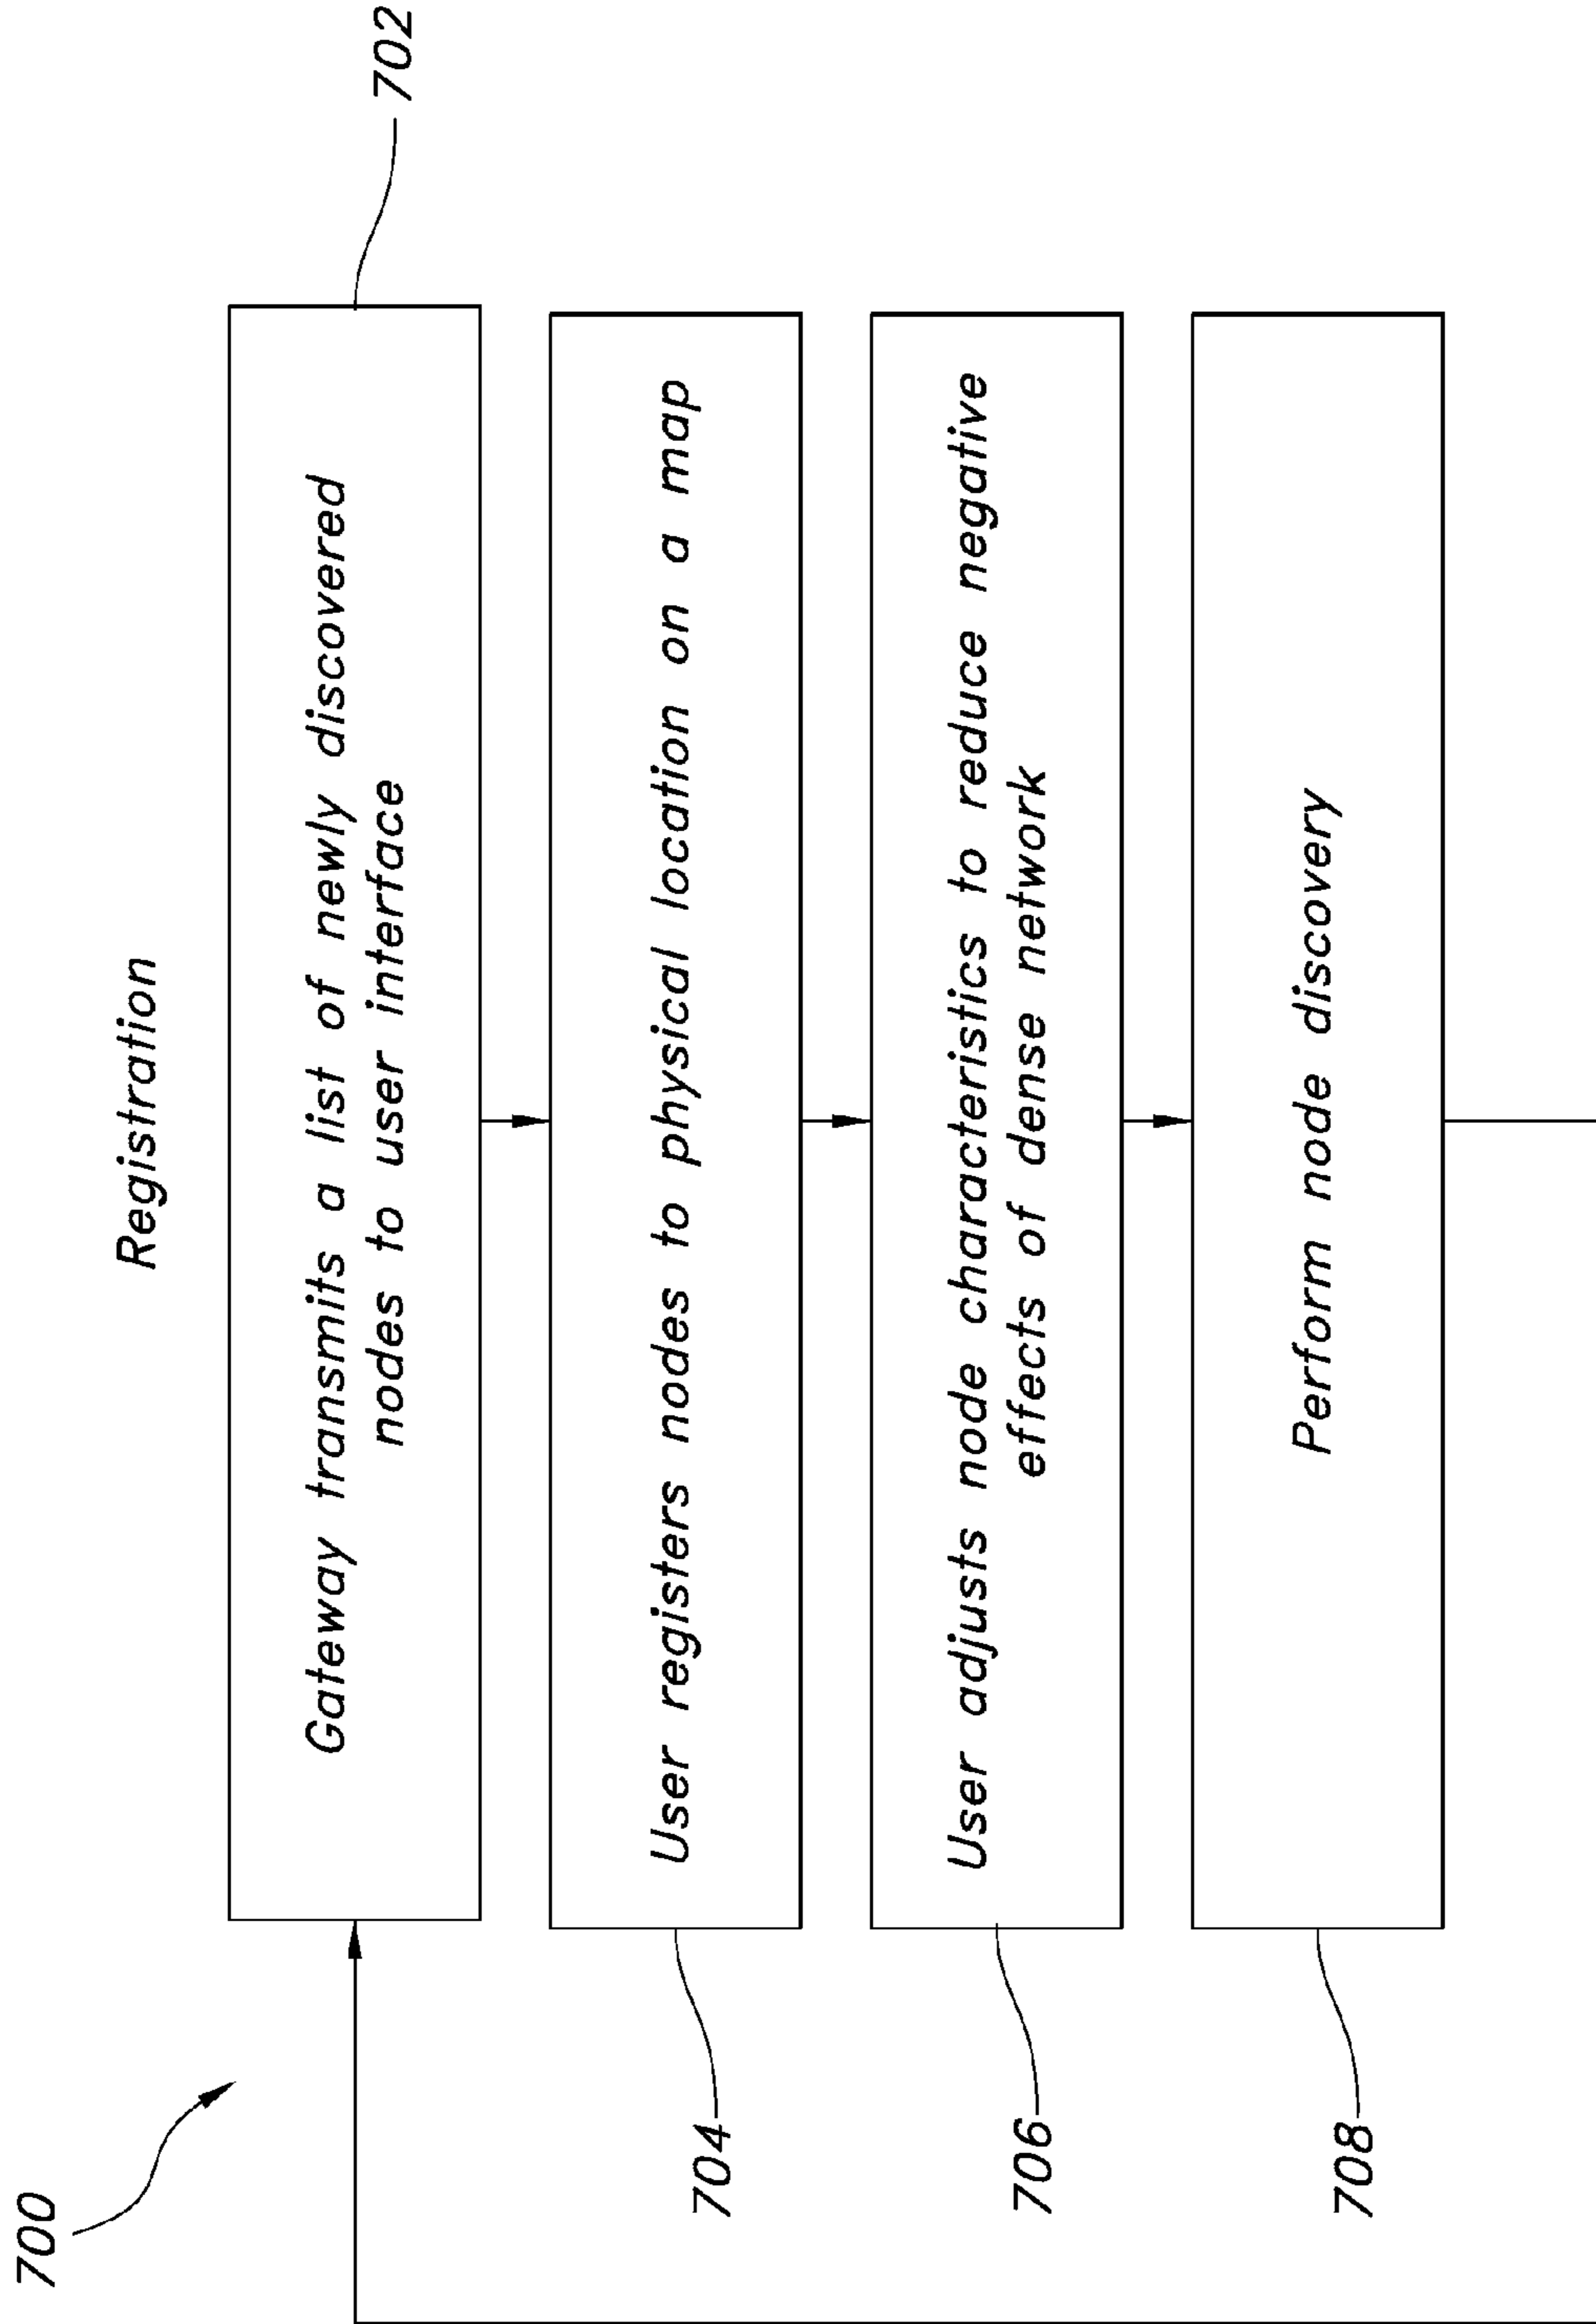 700
Registration
702
Gateway transmits a list of newly discovered
nodes to user interface
704
User registers nodes to physical location on a map
706
User adjusts node characteristics to reduce negative
effects of dense network
708
Perform node discovery